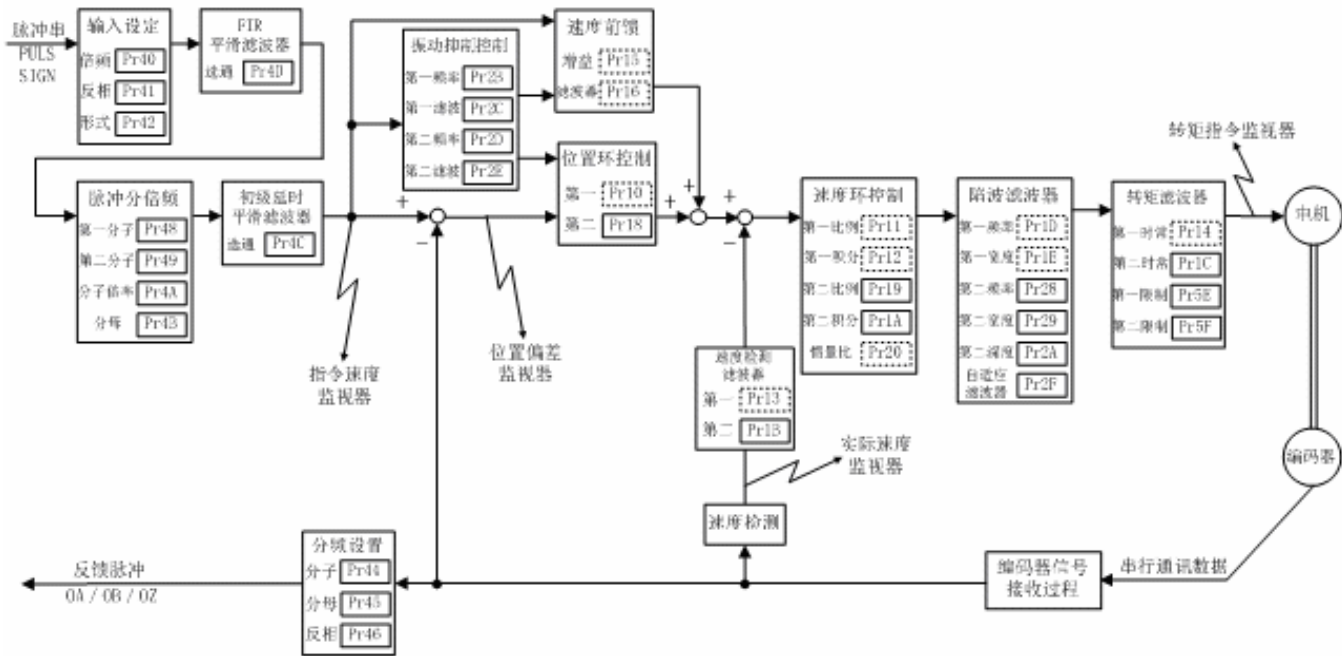 脉冲串
PULS
SIGN
输入设定
倍频 Pr40
反相 Pr41
形式 Pr42
FIR
平滑滤波器
选通 Pr4D
振动抑制控制
第一频率 Pr2B
第一滤波 Pr2C
第二频率 Pr2D
第二滤波 Pr2E
速度前馈
增益 Pr15
滤波器 Pr16
位置环控制
第一 Pr10
第二 Pr18
脉冲分倍频
第一分子 Pr48
第二分子 Pr49
分子倍率 Pr4A
分母 Pr4B
初级延时
平滑滤波器
选通 Pr4C
+
−
+
+
+
−
速度环控制
第一比例 Pr11
第一积分 Pr12
第二比例 Pr19
第二积分 Pr1A
惯量比 Pr20
陷波滤波器
第一频率 Pr1D
第一宽度 Pr1E
第二频率 Pr28
第二宽度 Pr29
第二深度 Pr2A
自适应
滤波器 Pr2F
转矩滤波器
第一时常 Pr14
第二时常 Pr1C
第一限制 Pr5E
第二限制 Pr5F
转矩指令监视器
电机
编码器
指令速度
监视器
位置偏差
监视器
速度检测
滤波器
第一 Pr13
第二 Pr1B
实际速度
监视器
速度检测
反馈脉冲
OA / OB / OZ
分频设置
分子 Pr44
分母 Pr45
反相 Pr46
编码器信号
接收过程
串行通讯数据